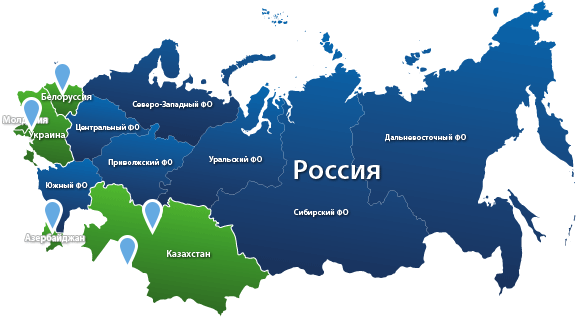 Белоруссия
Северо-Западный ФО
Молдавия
Украина
Центральный ФО
Дальневосточный ФО
Приволжский ФО
Уральский ФО
Россия
Южный ФО
Сибирский ФО
Азербайджан
Казахстан